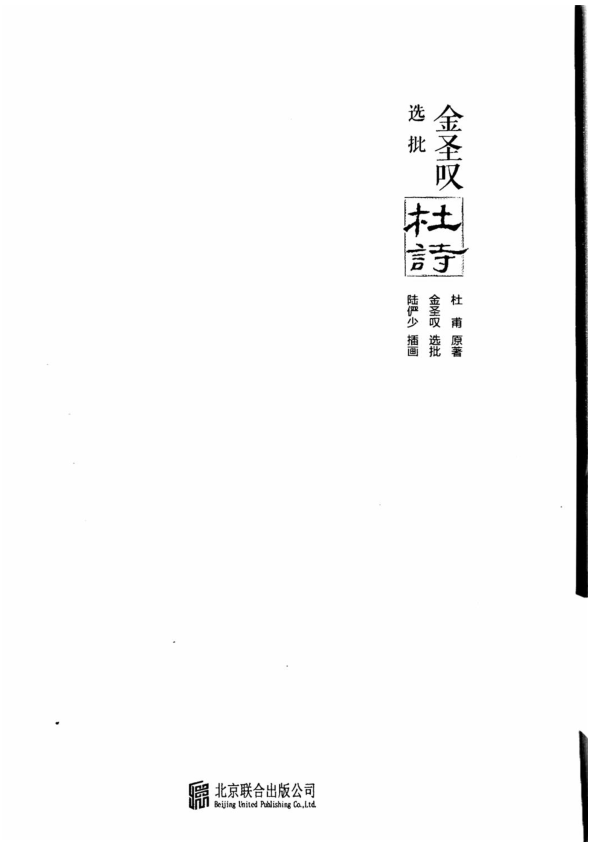 金圣叹
选批
杜詩
杜甫 原著
金圣叹 选批
陆俨少 插画
北京联合出版公司
Beijing United Publishing Co.,Ltd.